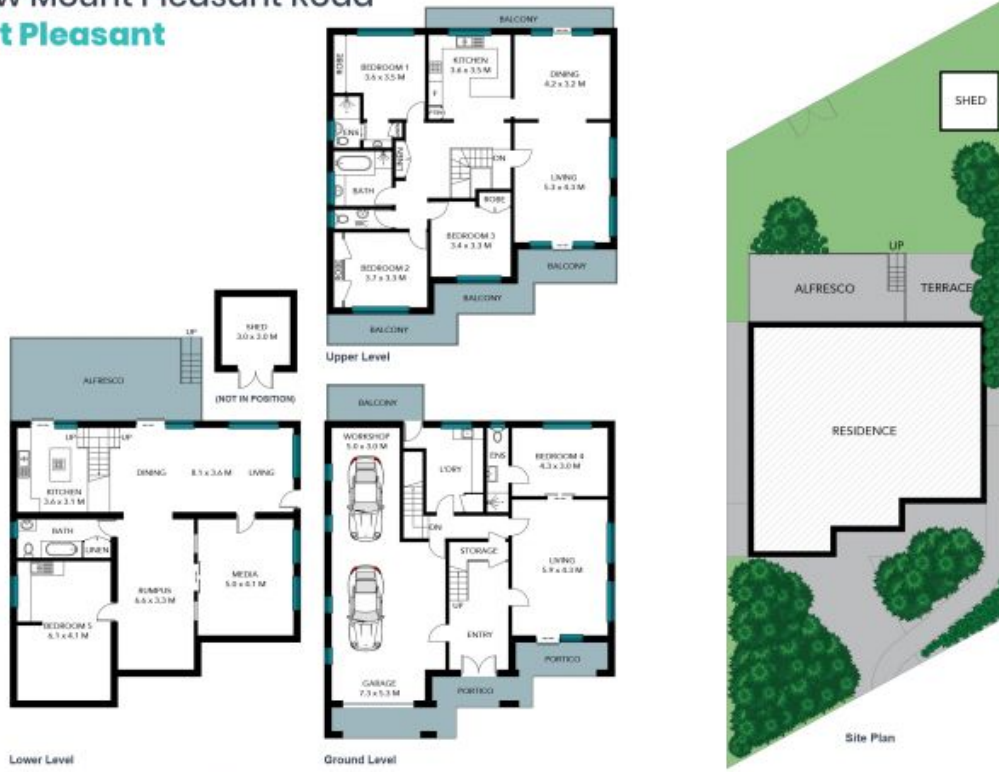 w Mount Pleasant Road
t Pleasant
BALCONY
ROBE
BEDROOM 1
3.6 x 3.5 M
KITCHEN
3.6 x 3.5 M
F
DINING
4.2 x 3.2 M
ENS
LINEN
DN
BATH
LIVING
5.3 x 4.3 M
ROBE
BEDROOM 3
3.4 x 3.3 M
ROBE
BEDROOM 2
3.7 x 3.3 M
BALCONY
BALCONY
BALCONY
Upper Level
SHED
3.0 x 3.0 M
(NOT IN POSITION)
UP
ALFRESCO
UP
UP
DINING
8.1 x 3.6 M
LIVING
KITCHEN
3.6 x 3.1 M
BATH
LINEN
RUMPUS
6.6 x 3.3 M
MEDIA
5.0 x 4.1 M
BEDROOM 5
6.1 x 4.1 M
Lower Level
BALCONY
WORKSHOP
5.0 x 3.0 M
L'DRY
ENS
BEDROOM 4
4.3 x 3.0 M
DN
STORAGE
LIVING
5.9 x 4.3 M
UP
ENTRY
GARAGE
7.3 x 5.3 M
PORTICO
PORTICO
Ground Level
SHED
UP
ALFRESCO
TERRACE
RESIDENCE
Site Plan